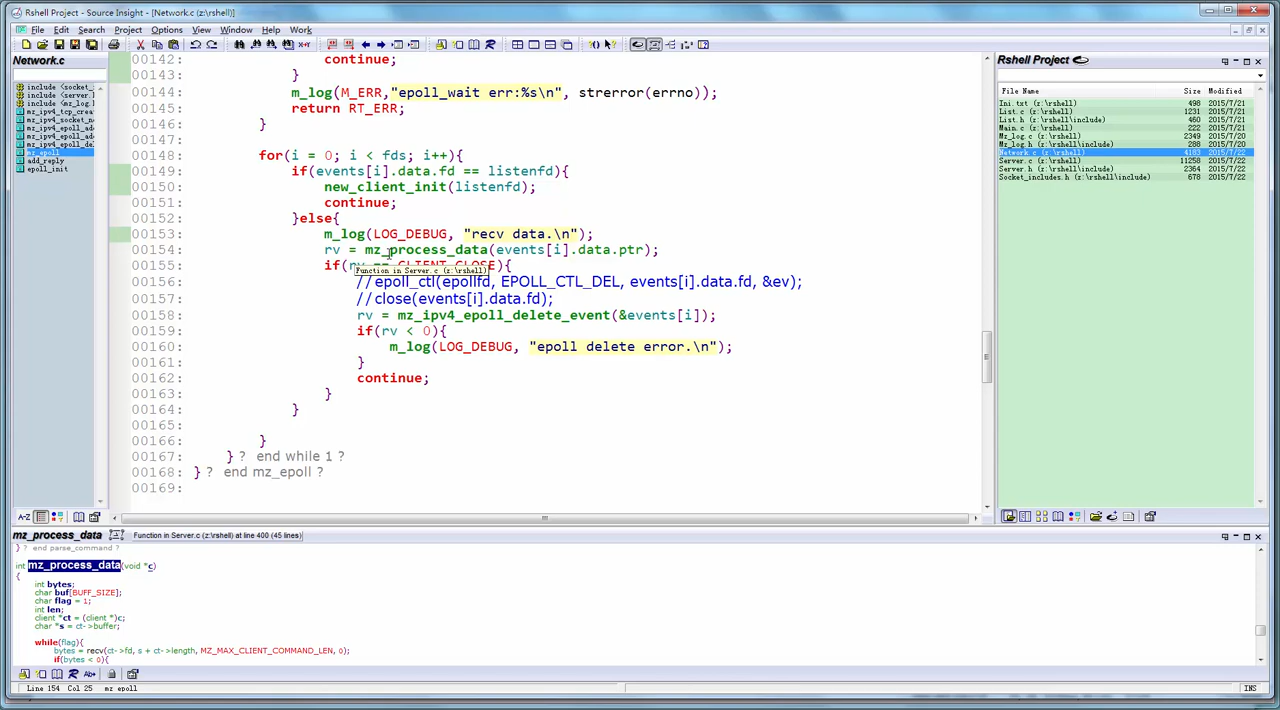 Rshell Project - Source Insight - [Network.c (z:\rshell)]
File Edit Search Project Options View Window Help Work
Network.c
include <socket_
include <server.
include <mz_log.
mz_ipv4_tcp_crea
mz_ipv4_socket_n
mz_ipv4_epoll_ad
mz_ipv4_epoll_ad
mz_ipv4_epoll_de
mz_epoll
add_reply
epoll_init
00142: continue;
00143: }
00144: m_log(M_ERR,"epoll_wait err:%s\n", strerror(errno));
00145: return RT_ERR;
00146: }
00147:
00148: for(i = 0; i < fds; i++){
00149: if(events[i].data.fd == listenfd){
00150: new_client_init(listenfd);
00151: continue;
00152: }else{
00153: m_log(LOG_DEBUG, "recv data.\n");
00154: rv = mz_process_data(events[i].data.ptr);
00155: if(rv == CLIENT_CLOSE){
Function in Server.c (z:\rshell)
00156: //epoll_ctl(epollfd, EPOLL_CTL_DEL, events[i].data.fd, &ev);
00157: //close(events[i].data.fd);
00158: rv = mz_ipv4_epoll_delete_event(&events[i]);
00159: if(rv < 0){
00160: m_log(LOG_DEBUG, "epoll delete error.\n");
00161: }
00162: continue;
00163: }
00164: }
00165:
00166: }
00167: } ? end while 1 ?
00168: } ? end mz_epoll ?
00169:
Rshell Project
File Name Size Modified
Ini.txt (z:\rshell) 498 2015/7/21
List.c (z:\rshell) 1231 2015/7/21
List.h (z:\rshell\include) 460 2015/7/21
Main.c (z:\rshell) 222 2015/7/21
Mz_log.c (z:\rshell) 2349 2015/7/20
Mz_log.h (z:\rshell\include) 288 2015/7/20
Network.c (z:\rshell) 4183 2015/7/22
Server.c (z:\rshell) 11258 2015/7/22
Server.h (z:\rshell\include) 2364 2015/7/22
Socket_includes.h (z:\rshell\include) 678 2015/7/22
A-Z
mz_process_data Function in Server.c (z:\rshell) at line 400 (45 lines)
} ? end parse_command ?
int mz_process_data(void *c)
{
int bytes;
char buf[BUFF_SIZE];
char flag = 1;
int len;
client *ct = (client *)c;
char *s = ct->buffer;
while(flag){
bytes = recv(ct->fd, s + ct->length, MZ_MAX_CLIENT_COMMAND_LEN, 0);
if(bytes < 0){
Line 154 Col 25 mz epoll INS